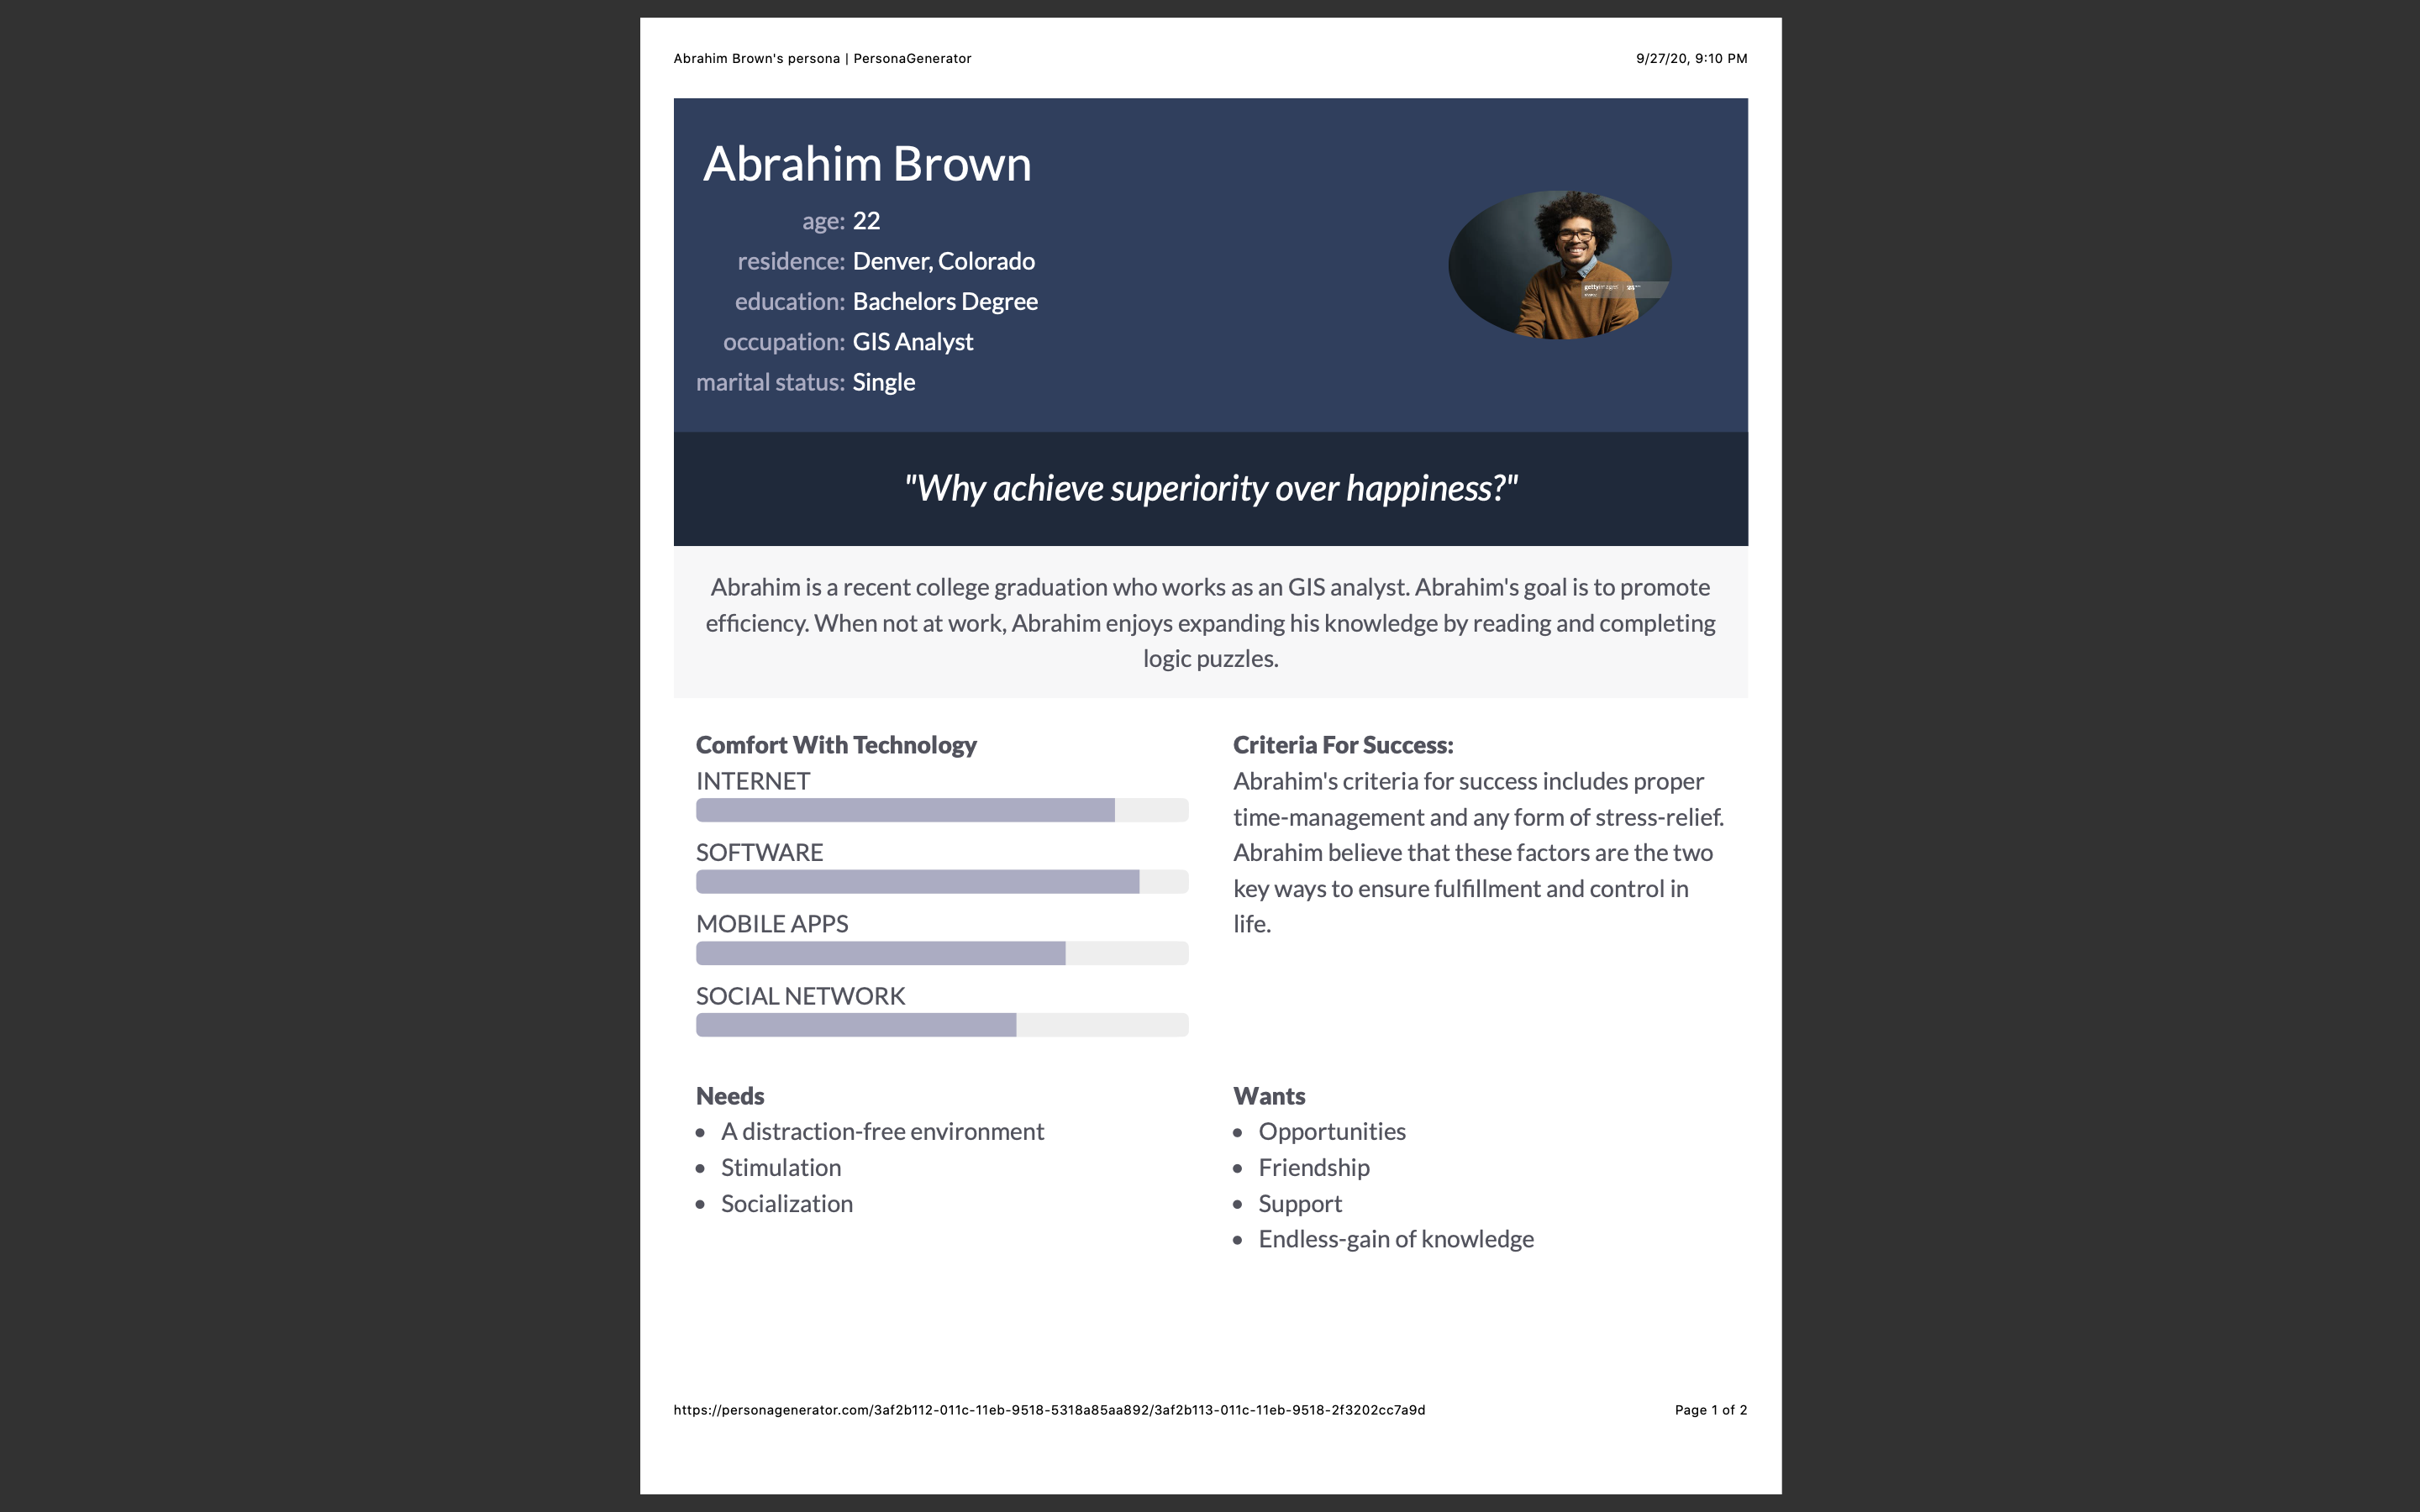 Abrahim Brown's persona | PersonaGenerator
9/27/20, 9:10 PM
Abrahim Brown
age: 22
residence: Denver, Colorado
education: Bachelors Degree
occupation: GIS Analyst
marital status: Single
"Why achieve superiority over happiness?"
Abrahim is a recent college graduation who works as an GIS analyst. Abrahim's goal is to promote
efficiency. When not at work, Abrahim enjoys expanding his knowledge by reading and completing
logic puzzles.
Comfort With Technology
INTERNET
SOFTWARE
MOBILE APPS
SOCIAL NETWORK
Criteria For Success:
Abrahim's criteria for success includes proper
time-management and any form of stress-relief.
Abrahim believe that these factors are the two
key ways to ensure fulfillment and control in
life.
Needs
• A distraction-free environment
• Stimulation
• Socialization
Wants
• Opportunities
• Friendship
• Support
• Endless-gain of knowledge
https://personagenerator.com/3af2b112-011c-11eb-9518-5318a85aa892/3af2b113-011c-11eb-9518-2f3202cc7a9d
Page 1 of 2